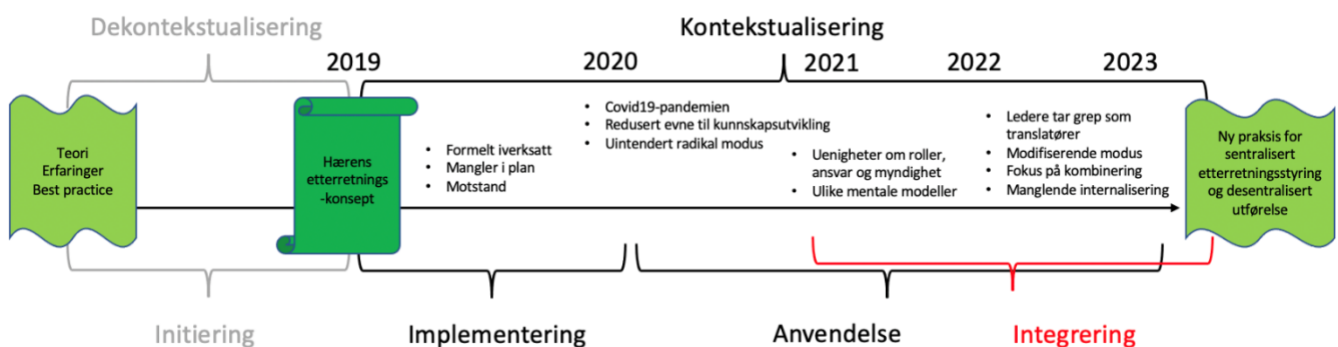 Dekontekstualisering
Kontekstualisering
2019
2020
2021
2022
2023
Teori
Erfaringer
Best practice
Hærens
etterretnings
-konsept
• Formelt iverksatt
• Mangler i plan
• Motstand
• Covid19-pandemien
• Redusert evne til kunnskapsutvikling
• Uintendert radikal modus
• Uenigheter om roller,
ansvar og myndighet
• Ulike mentale modeller
• Ledere tar grep som
translatører
• Modifiserende modus
• Fokus på kombinering
• Manglende internalisering
Ny praksis for
sentralisert
etterretningsstyring
og desentralisert
utførelse
Initiering
Implementering
Anvendelse
Integrering